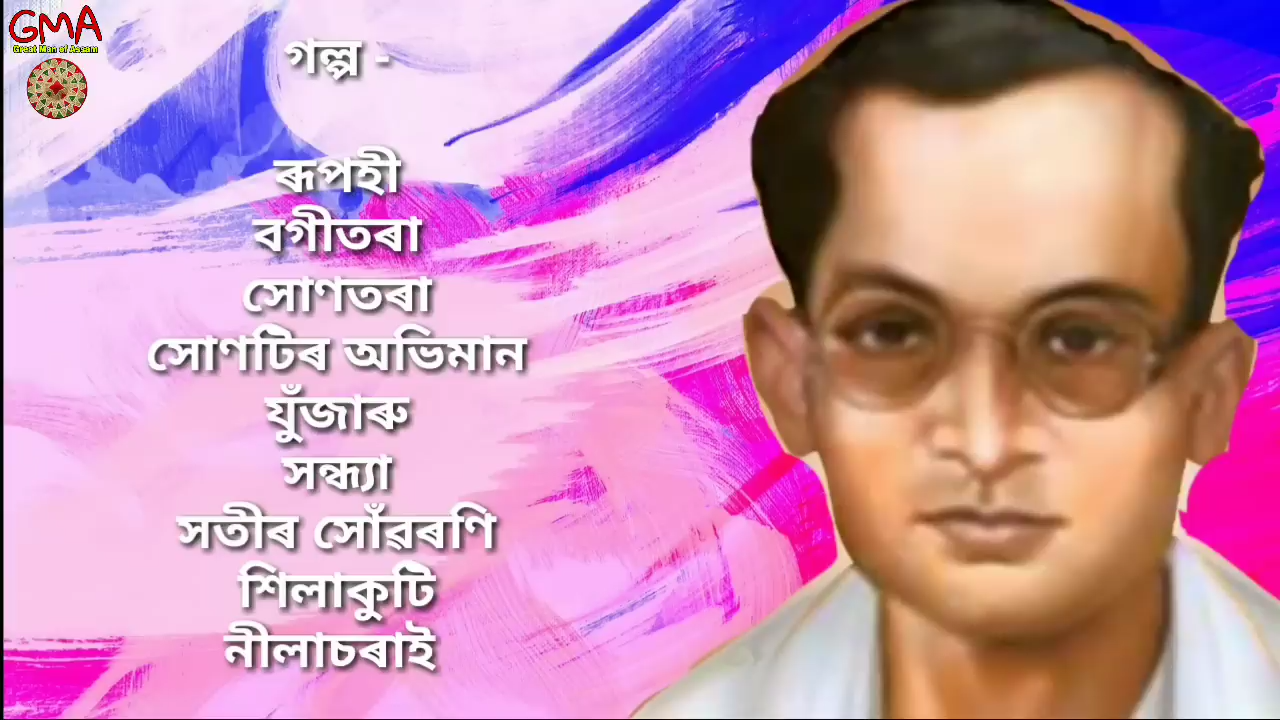 GMA
Great Man of Assam
গল্প -
ৰূপহী
বগীতৰা
সোণতৰা
সোণটিৰ অভিমান
যুঁজাৰু
সন্ধ্যা
সতীৰ সোঁৱৰণি
শিলাকুটি
নীলাচৰাই